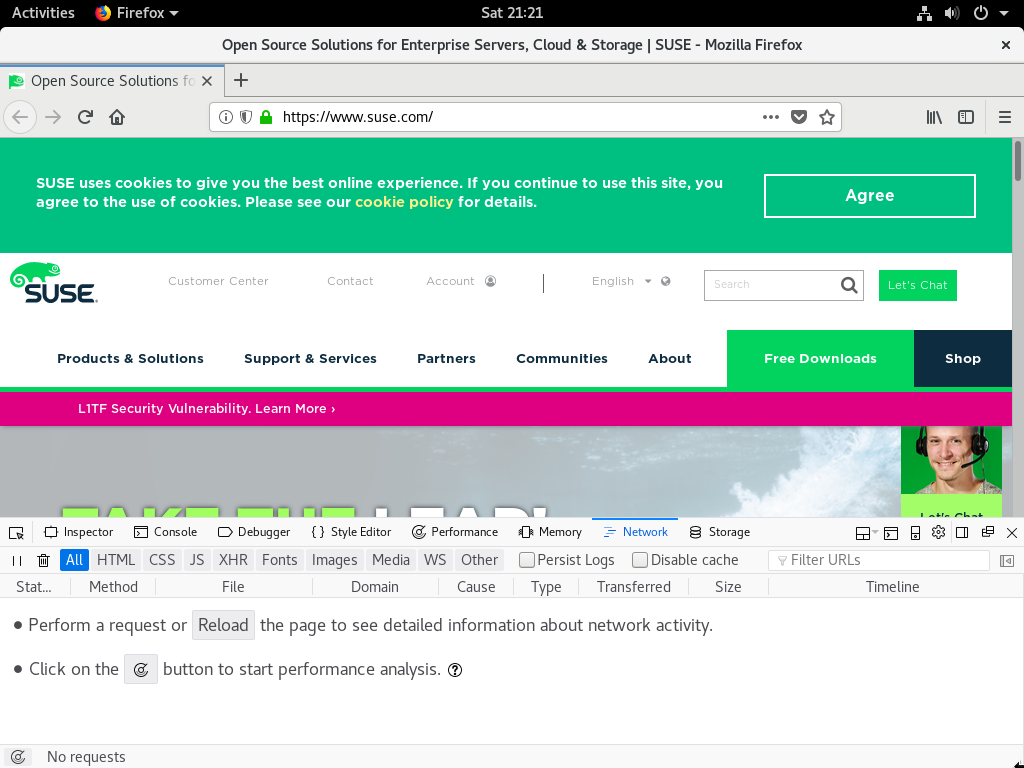 Activities Firefox Sat 21:21
Open Source Solutions for Enterprise Servers, Cloud & Storage | SUSE - Mozilla Firefox
Open Source Solutions fo
https://www.suse.com/
SUSE uses cookies to give you the best online experience. If you continue to use this site, you
agree to the use of cookies. Please see our cookie policy for details.
Agree
SUSE
Customer Center Contact Account English Search Let's Chat
Products & Solutions Support & Services Partners Communities About Free Downloads Shop
L1TF Security Vulnerability. Learn More ›
TAKE THE LEAD!
Let's Chat
Inspector Console Debugger {} Style Editor Performance Memory Network Storage
All HTML CSS JS XHR Fonts Images Media WS Other Persist Logs Disable cache Filter URLs
Stat... Method File Domain Cause Type Transferred Size Timeline
• Perform a request or Reload the page to see detailed information about network activity.
• Click on the button to start performance analysis. ?
No requests